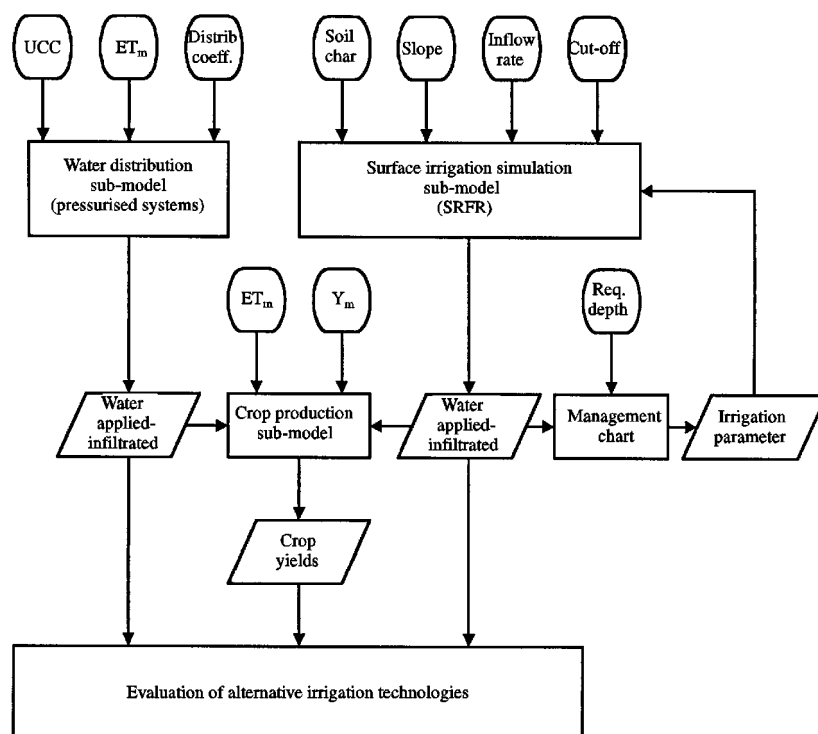 UCC
ETm
Distrib
coeff.
Soil
char
Slope
Inflow
rate
Cut-off
Water distribution
sub-model
(pressurised systems)
Surface irrigation simulation
sub-model
(SRFR)
ETm
Ym
Req.
depth
Water
applied-
infiltrated
Crop production
sub-model
Water
applied-
infiltrated
Management
chart
Irrigation
parameter
Crop
yields
Evaluation of alternative irrigation technologies